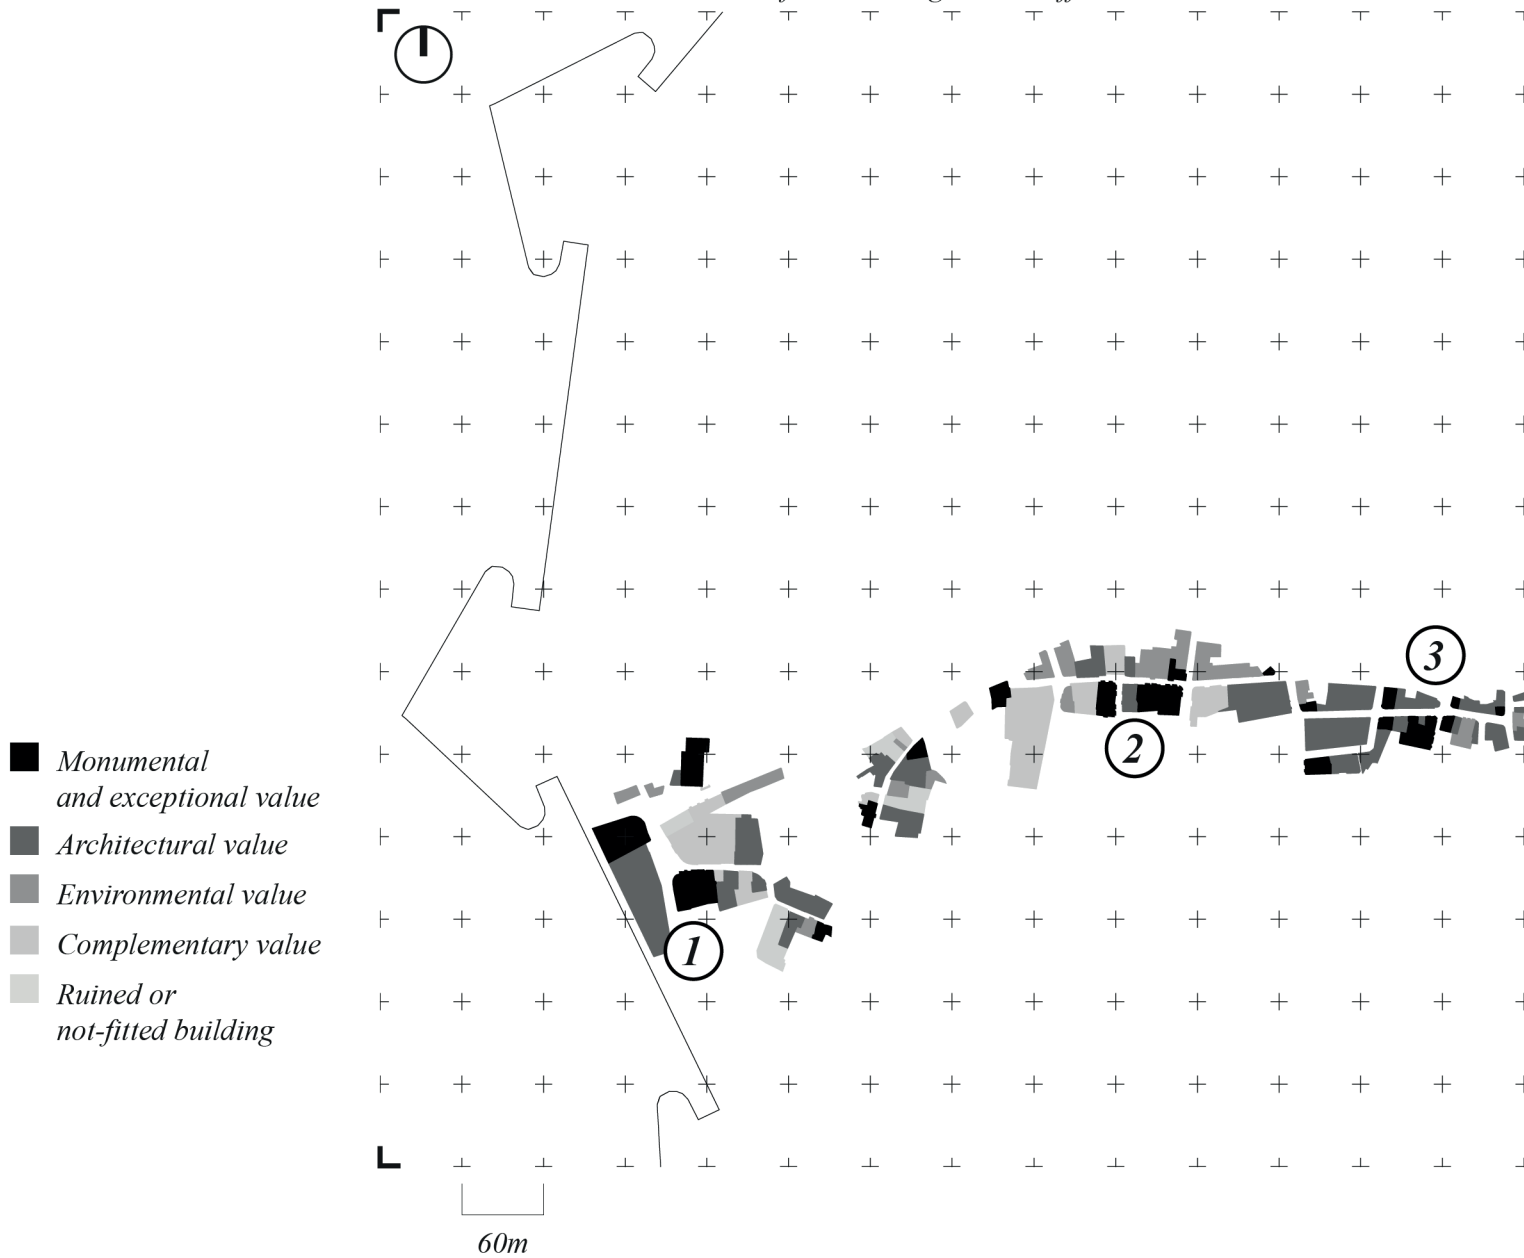 Monumental
and exceptional value
Architectural value
Environmental value
Complementary value
Ruined or
not-fitted building
1
2
3
60m